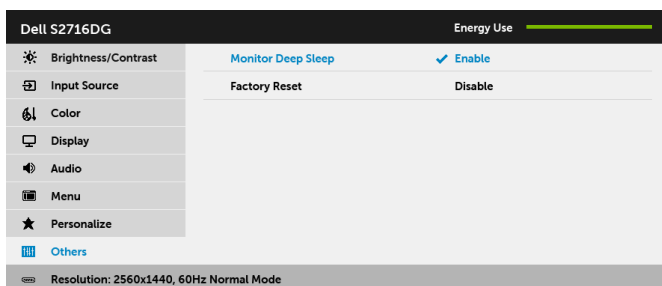 Dell S2716DG Energy Use
Brightness/Contrast Monitor Deep Sleep Enable
Input Source Factory Reset Disable
Color
Display
Audio
Menu
Personalize
Others
Resolution: 2560x1440, 60Hz Normal Mode